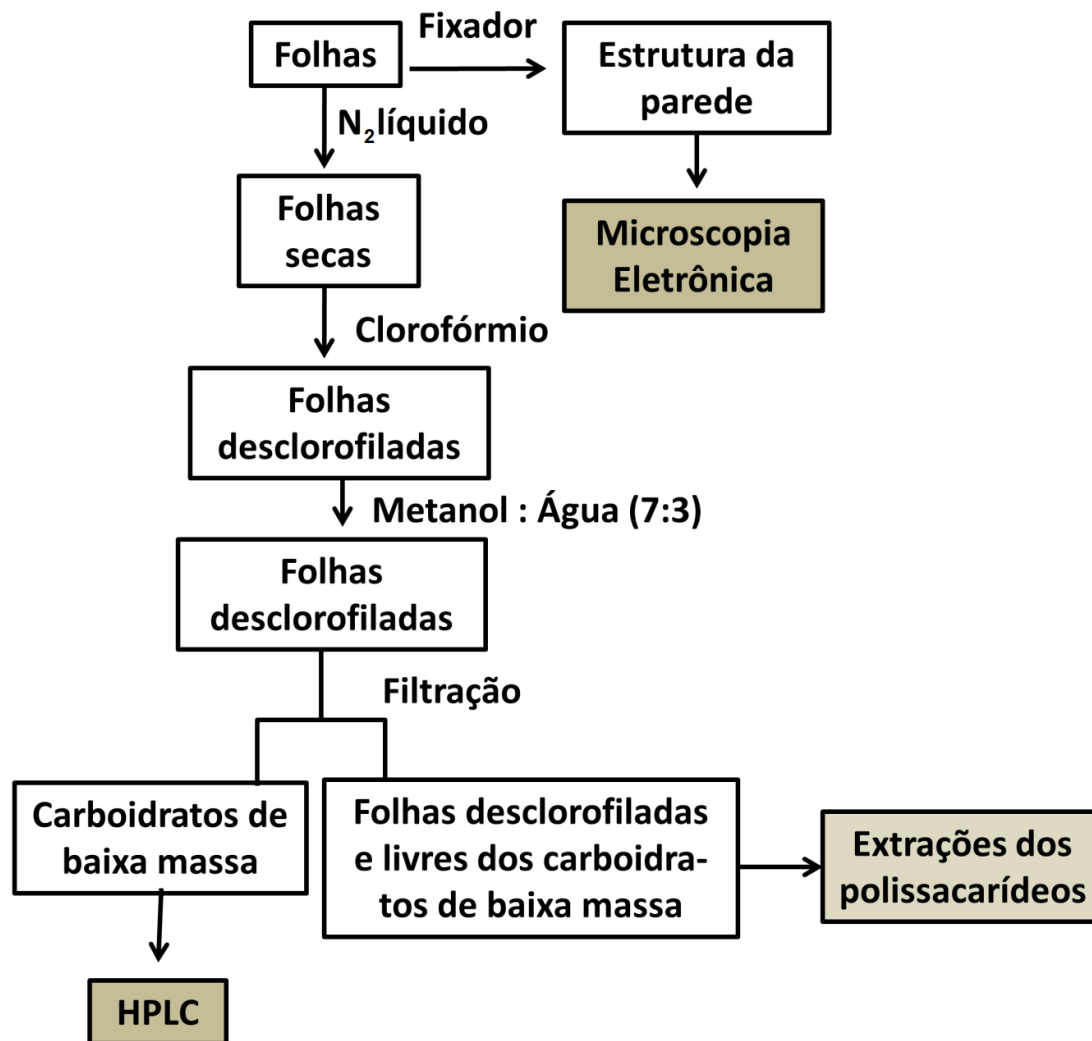 Folhas
Fixador
Estrutura da
parede
N₂líquido
Folhas
secas
Microscopia
Eletrônica
Clorofórmio
Folhas
desclorofiladas
Metanol : Água (7:3)
Folhas
desclorofiladas
Filtração
Carboidratos de
baixa massa
Folhas desclorofiladas
e livres dos carboidra-
tos de baixa massa
Extrações dos
polissacarídeos
HPLC